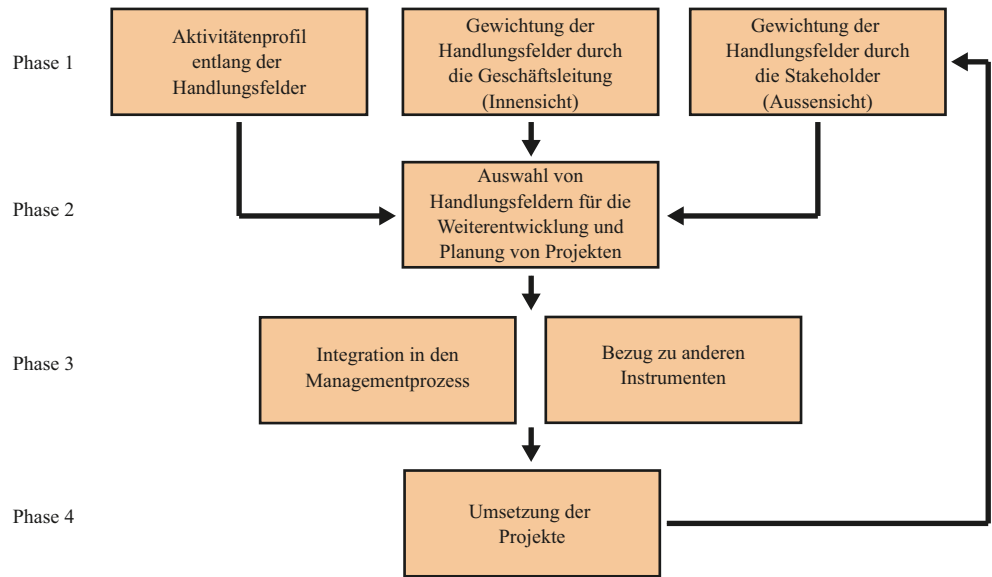 Phase 1
Aktivitätenprofil
entlang der
Handlungsfelder
Gewichtung der
Handlungsfelder durch
die Geschäftsleitung
(Innensicht)
Gewichtung der
Handlungsfelder durch
die Stakeholder
(Aussensicht)
Phase 2
Auswahl von
Handlungsfeldern für die
Weiterentwicklung und
Planung von Projekten
Phase 3
Integration in den
Managementprozess
Bezug zu anderen
Instrumenten
Phase 4
Umsetzung der
Projekte